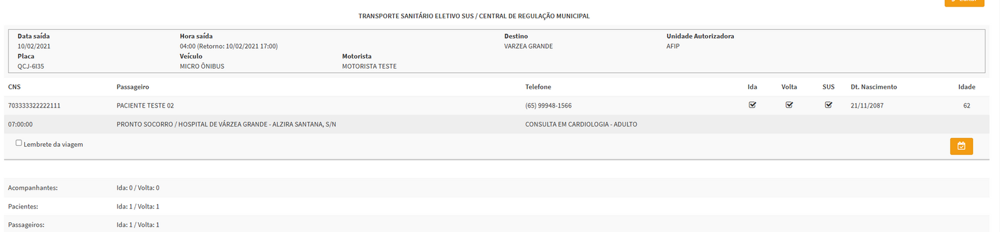 TRANSPORTE SANITÁRIO ELETIVO SUS / CENTRAL DE REGULAÇÃO MUNICIPAL
Data saída Hora saída Destino Unidade Autorizadora
10/02/2021 04:00 (Retorno: 10/02/2021 17:00) VARZEA GRANDE AFIP
Placa Veículo Motorista
QCJ-6I35 MICRO ÔNIBUS MOTORISTA TESTE
CNS Passageiro Telefone Ida Volta SUS Dt. Nascimento Idade
703333322222111 PACIENTE TESTE 02 (65) 99948-1566 21/11/2087 62
07:00:00 PRONTO SOCORRO / HOSPITAL DE VÁRZEA GRANDE - ALZIRA SANTANA, S/N CONSULTA EM CARDIOLOGIA - ADULTO
Lembrete da viagem
Acompanhantes: Ida: 0 / Volta: 0
Pacientes: Ida: 1 / Volta: 1
Passageiros: Ida: 1 / Volta: 1